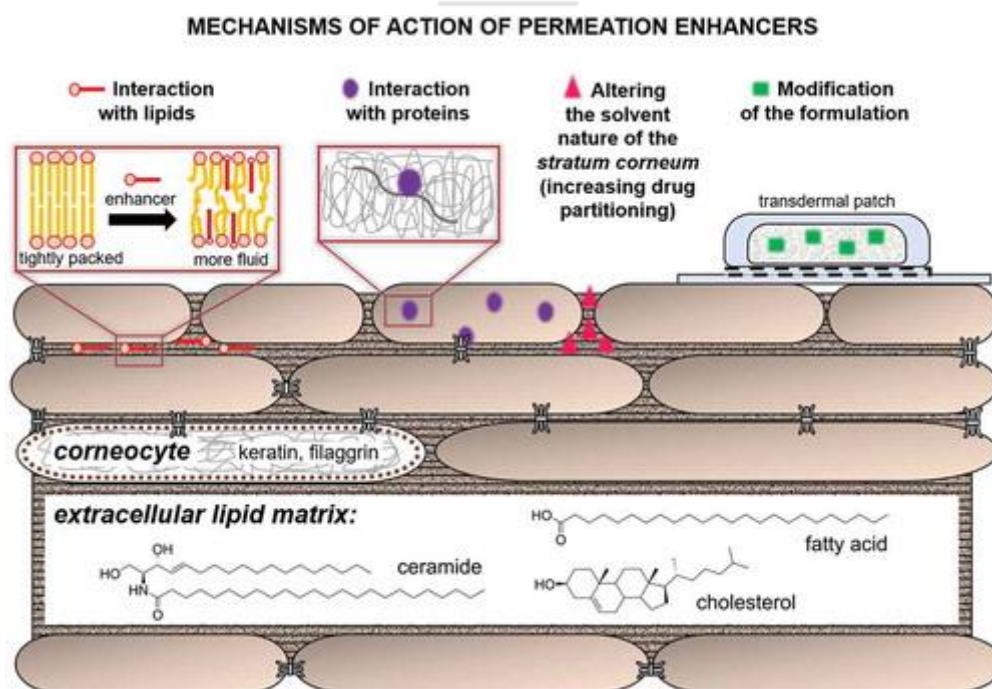 MECHANISMS OF ACTION OF PERMEATION ENHANCERS
Interaction
with lipids
enhancer
tightly packed
more fluid
Interaction
with proteins
Altering
the solvent
nature of the
stratum corneum
(increasing drug
partitioning)
Modification
of the formulation
transdermal patch
corneocyte
keratin, filaggrin
extracellular lipid matrix:
OH
HO
HN
O
ceramide
HO
O
fatty acid
HO
cholesterol